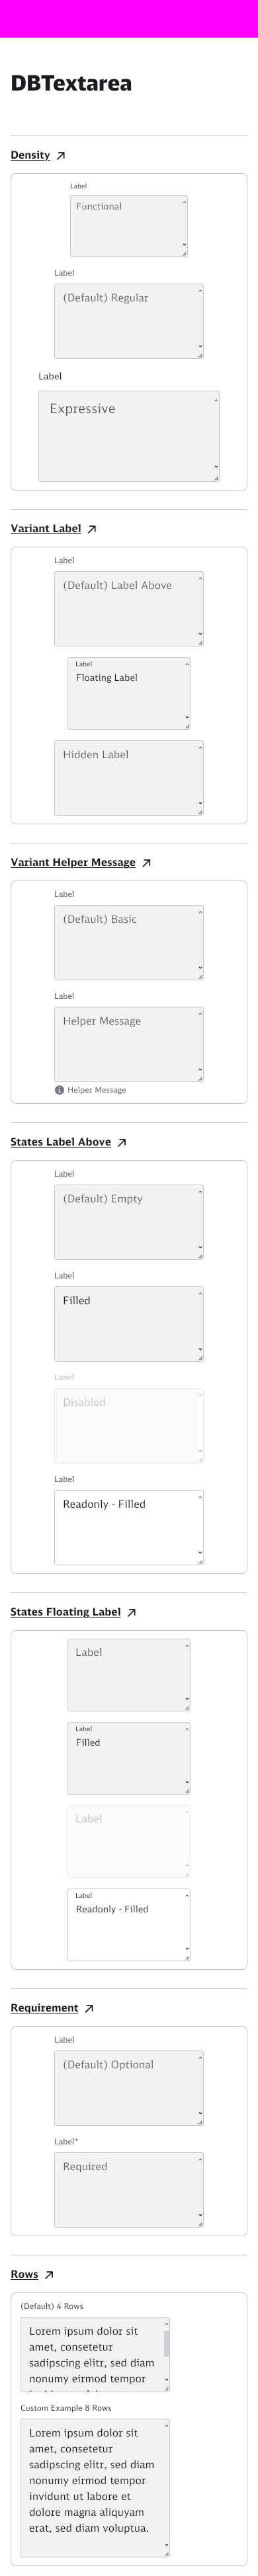 DBTextarea
Density
Label
Functional
Label
(Default) Regular
Label
Expressive
Variant Label
Label
(Default) Label Above
Label
Floating Label
Hidden Label
Variant Helper Message
Label
(Default) Basic
Label
Helper Message
Helper Message
States Label Above
Label
(Default) Empty
Label
Filled
Label
Disabled
Label
Readonly - Filled
States Floating Label
Label
Label
Filled
Label
Label
Readonly - Filled
Requirement
Label
(Default) Optional
Label*
Required
Rows
(Default) 4 Rows
Lorem ipsum dolor sit
amet, consetetur
sadipscing elitr, sed diam
nonumy eirmod tempor
Custom Example 8 Rows
Lorem ipsum dolor sit
amet, consetetur
sadipscing elitr, sed diam
nonumy eirmod tempor
invidunt ut labore et
dolore magna aliquyam
erat, sed diam voluptua.